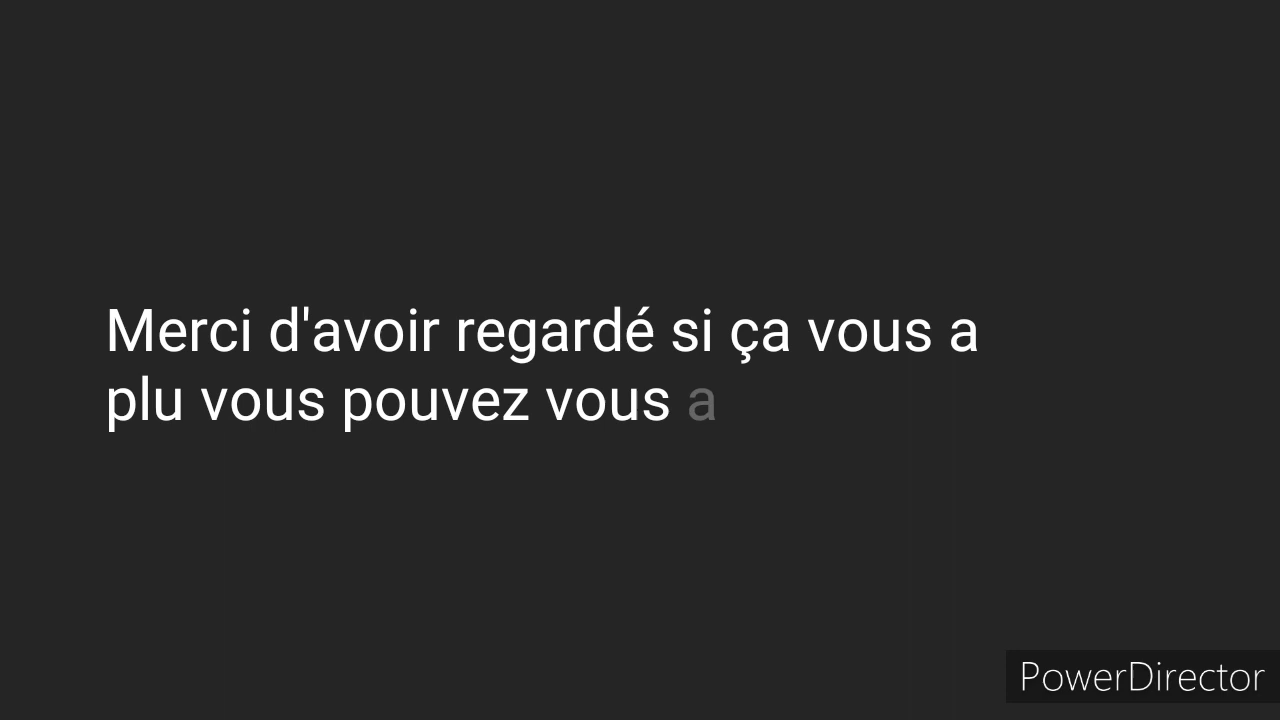 Merci d'avoir regardé si ça vous a
plu vous pouvez vous a
PowerDirector